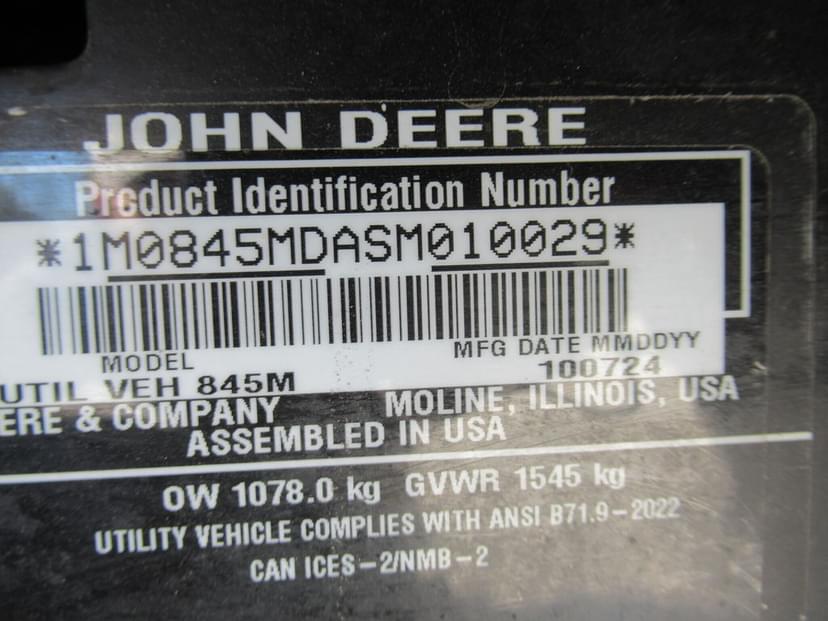 JOHN DEERE
Product Identification Number
*1M0845MDASM010029*
MODEL MFG DATE MMDDYY
UTIL VEH 845M 100724
ERE & COMPANY MOLINE, ILLINOIS, USA
ASSEMBLED IN USA
OW 1078.0 kg GVWR 1545 kg
UTILITY VEHICLE COMPLIES WITH ANSI B71.9-2022
CAN ICES-2/NMB-2